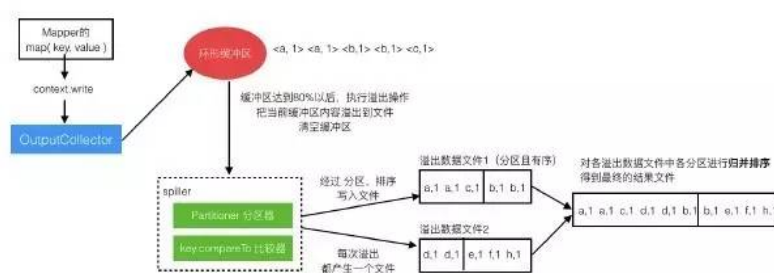 Mapper的
map( key, value )
context.write
OutputCollector
环形缓冲区
<a, 1> <a, 1> <b,1> <b,1> <c,1>
缓冲区达到80%以后，执行溢出操作
把当前缓冲区内容溢出到文件
清空缓冲区
spiller
Partitioner 分区器
key.compareTo 比较器
经过 分区、排序
写入文件
每次溢出
都产生一个文件
溢出数据文件1（分区且有序）
a,1 a,1 c,1 b,1 b,1
溢出数据文件2
d,1 d,1 e,1 f,1 h,1
对各溢出数据文件中各分区进行归并排序
得到最终的结果文件
a,1 a,1 c,1 d,1 d,1 b,1 b,1 e,1 f,1 h,1